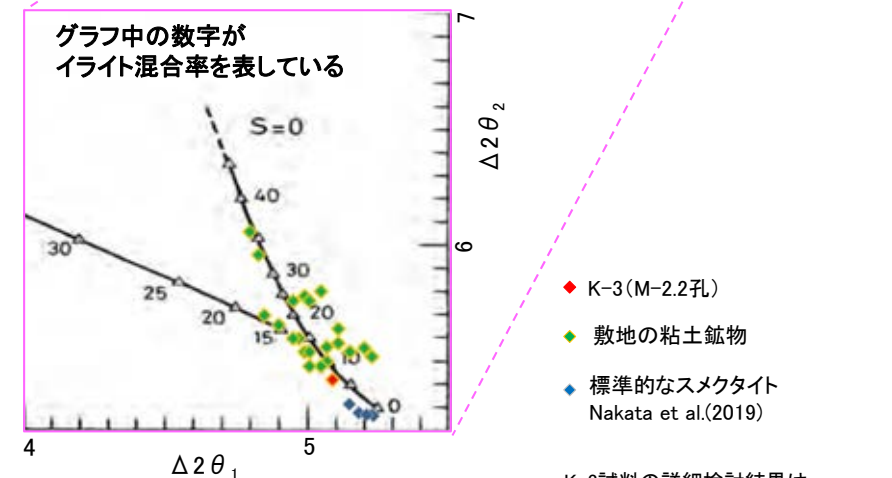 グラフ中の数字が
イライト混合率を表している
S=0
40
30
20
10
0
30
25
20
15
7
6
Δ2θ2
4
5
Δ2θ1
K-3(M-2.2孔)
敷地の粘土鉱物
標準的なスメクタイト
Nakata et al.(2019)